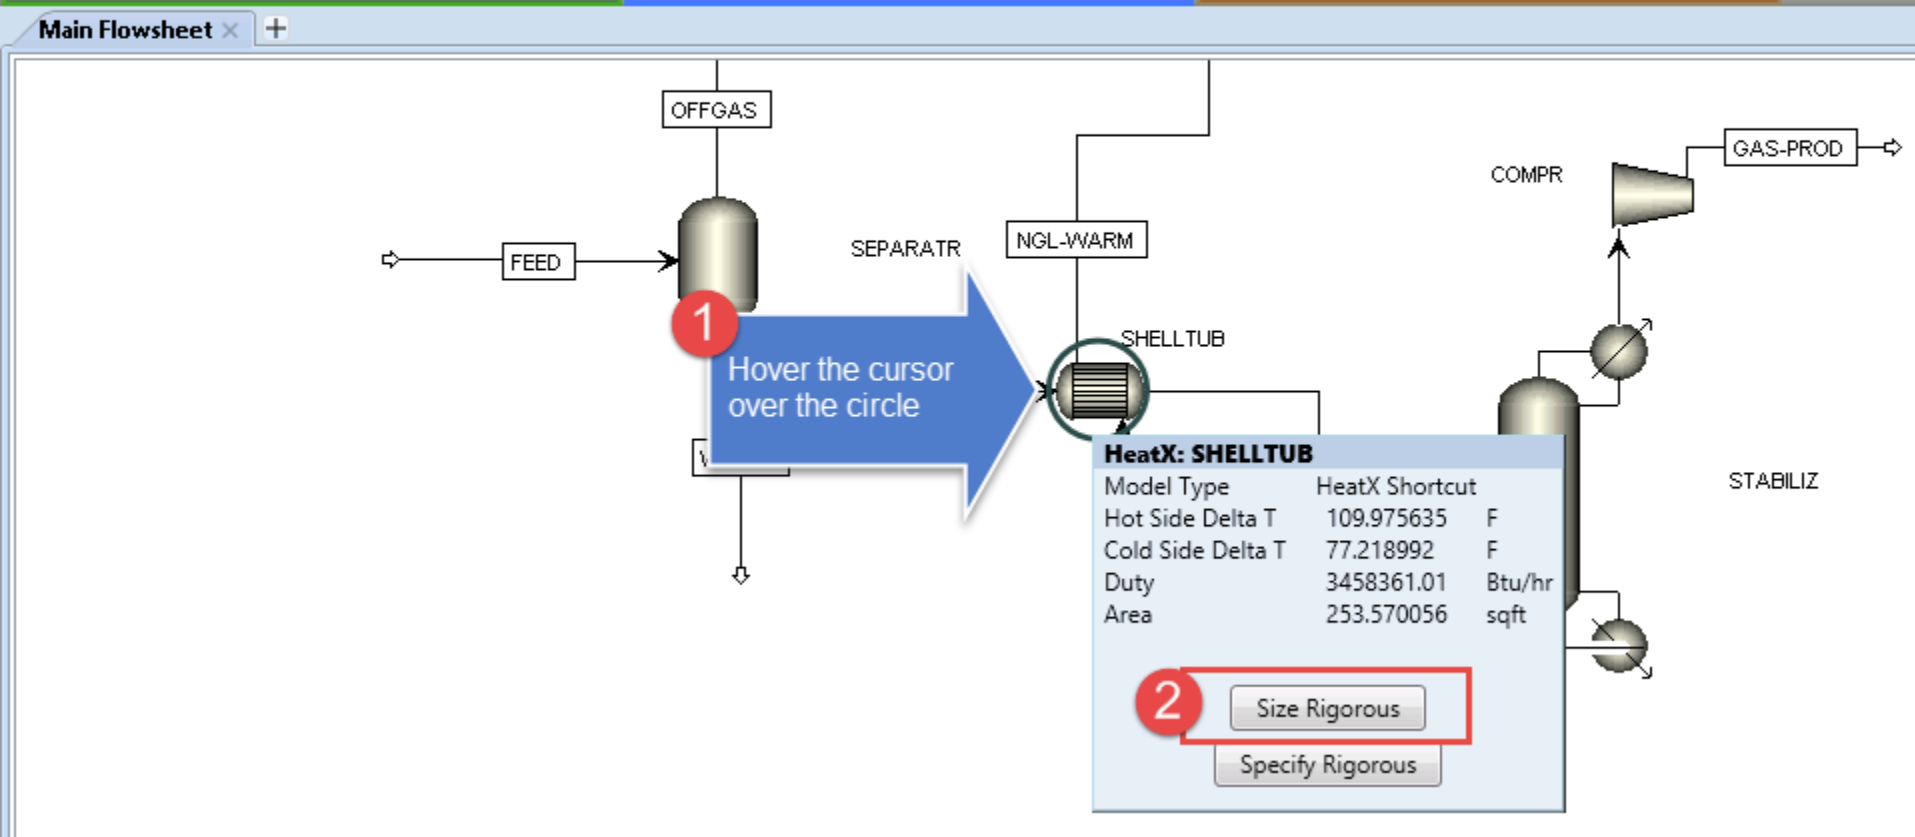 Main Flowsheet
OFFGAS
GAS-PROD
COMPR
NGL-WARM
SEPARATR
FEED
1
Hover the cursor
over the circle
SHELLTUB
HeatX: SHELLTUB
Model Type HeatX Shortcut
Hot Side Delta T 109.975635 F
Cold Side Delta T 77.218992 F
Duty 3458361.01 Btu/hr
Area 253.570056 sqft
STABILIZ
2
Size Rigorous
Specify Rigorous